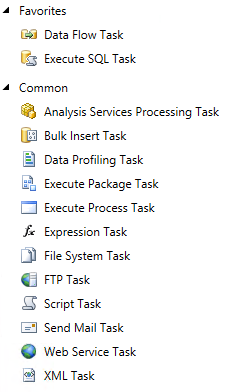 Favorites
Data Flow Task
Execute SQL Task
Common
Analysis Services Processing Task
Bulk Insert Task
Data Profiling Task
Execute Package Task
Execute Process Task
fx Expression Task
File System Task
FTP Task
Script Task
Send Mail Task
Web Service Task
XML Task